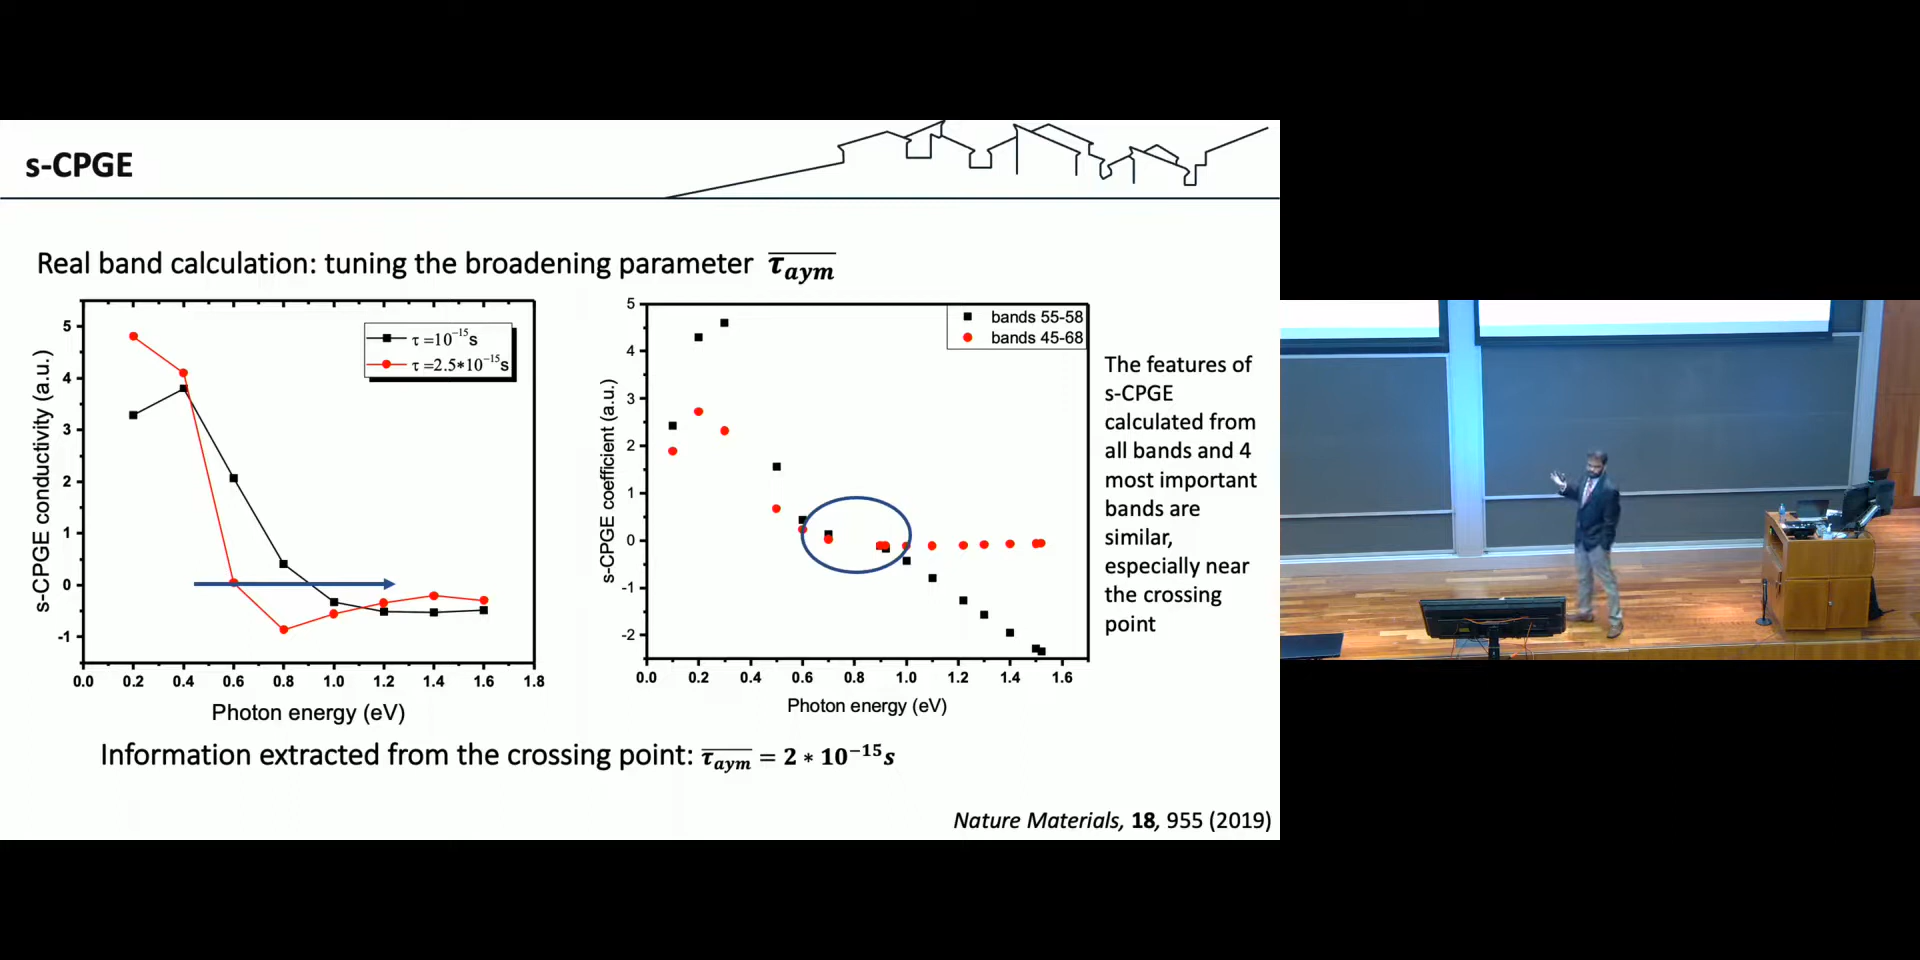 s-CPGE
Real band calculation: tuning the broadening parameter τ_aym
s-CPGE conductivity (a.u.)
5
4
3
2
1
0
-1
τ =10⁻¹⁵s
τ =2.5*10⁻¹⁵s
0.0 0.2 0.4 0.6 0.8 1.0 1.2 1.4 1.6 1.8
Photon energy (eV)
s-CPGE coefficient (a.u.)
5
4
3
2
1
0
-1
-2
bands 55-58
bands 45-68
0.0 0.2 0.4 0.6 0.8 1.0 1.2 1.4 1.6
Photon energy (eV)
The features of
s-CPGE
calculated from
all bands and 4
most important
bands are
similar,
especially near
the crossing
point
Information extracted from the crossing point: τ_aym = 2 * 10⁻¹⁵s
Nature Materials, 18, 955 (2019)